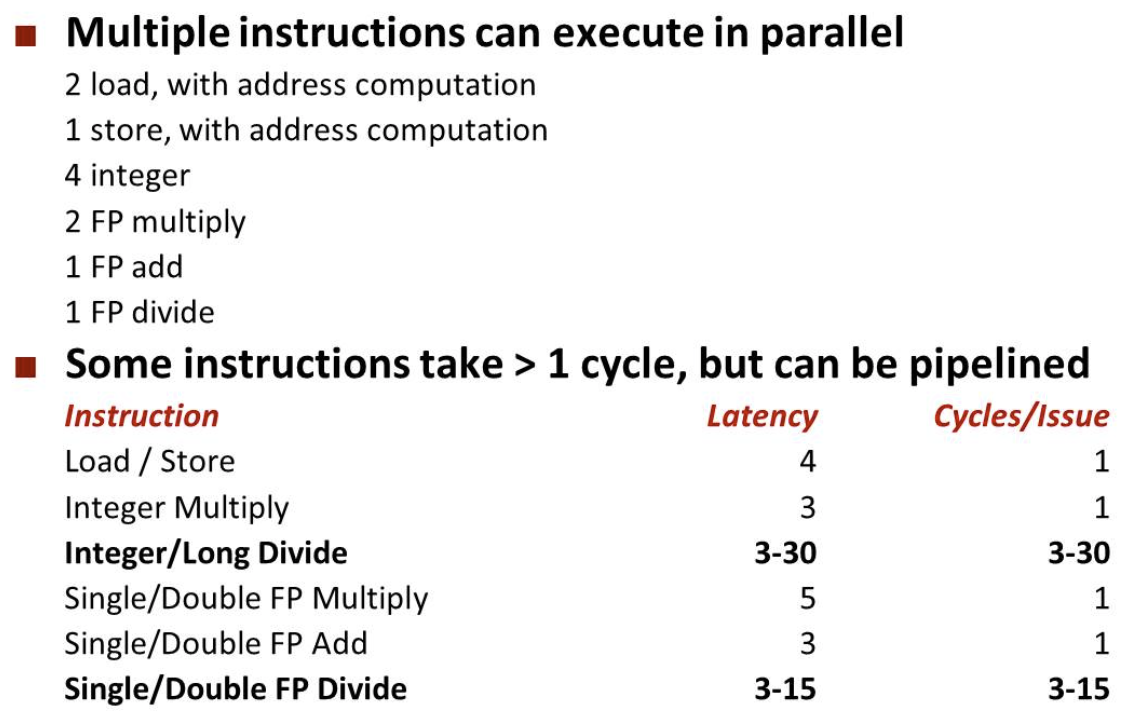 Multiple instructions can execute in parallel
2 load, with address computation
1 store, with address computation
4 integer
2 FP multiply
1 FP add
1 FP divide
Some instructions take > 1 cycle, but can be pipelined
Instruction Latency Cycles/Issue
Load / Store 4 1
Integer Multiply 3 1
Integer/Long Divide 3-30 3-30
Single/Double FP Multiply 5 1
Single/Double FP Add 3 1
Single/Double FP Divide 3-15 3-15